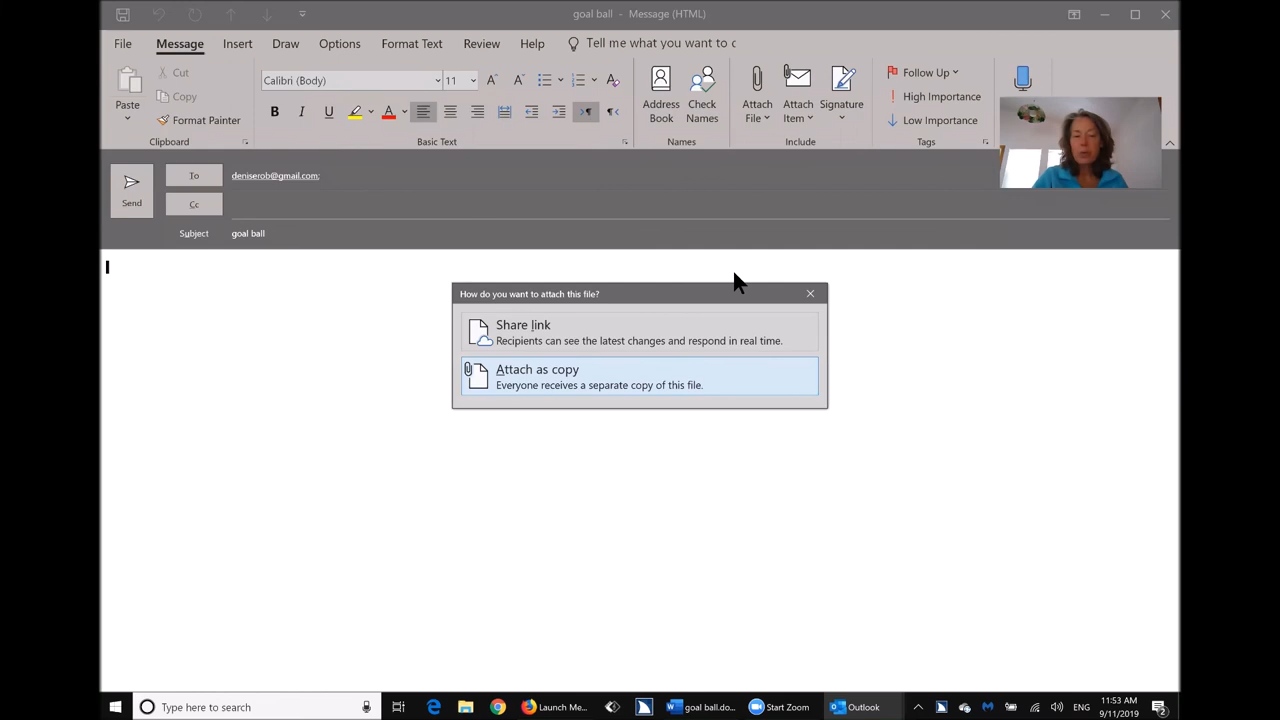 goal ball - Message (HTML)
File Message Insert Draw Options Format Text Review Help Tell me what you want to c
Paste
Cut
Copy
Format Painter
Clipboard
Calibri (Body) 11
B I U
Basic Text
Address Book
Check Names
Names
Attach File
Attach Item
Signature
Include
Follow Up
High Importance
Low Importance
Tags
Send
To deniserob@gmail.com;
Cc
Subject goal ball
How do you want to attach this file?
Share link
Recipients can see the latest changes and respond in real time.
Attach as copy
Everyone receives a separate copy of this file.
Type here to search
Launch Me...
goal ball.do...
Start Zoom
Outlook
ENG
11:53 AM
9/11/2019
2